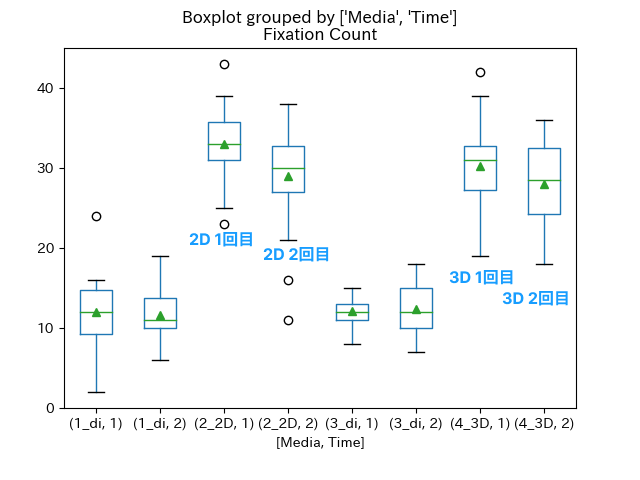 Boxplot grouped by ['Media', 'Time']
Fixation Count
40
30
20
10
0
2D 1回目
2D 2回目
3D 1回目
3D 2回目
(1_di, 1) (1_di, 2) (2_2D, 1) (2_2D, 2) (3_di, 1) (3_di, 2) (4_3D, 1) (4_3D, 2)
[Media, Time]